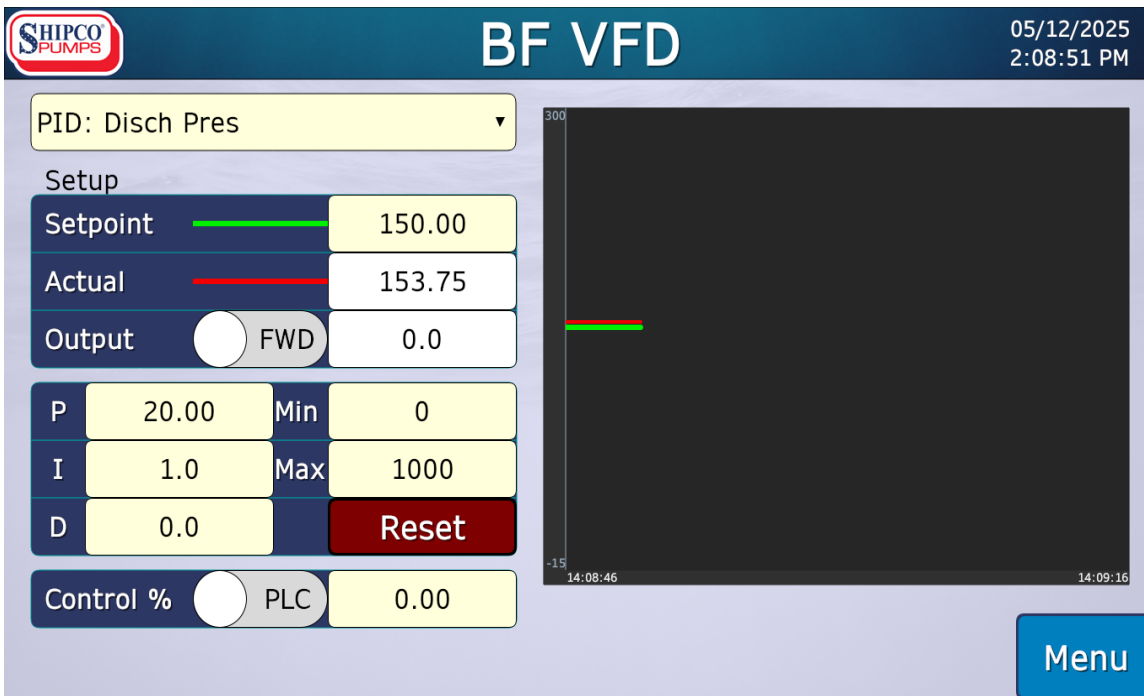 SHIPCO®
PUMPS
BF VFD
05/12/2025
2:08:51 PM
PID: Disch Pres ▼
Setup
Setpoint 150.00
Actual 153.75
Output FWD 0.0
P 20.00 Min 0
I 1.0 Max 1000
D 0.0 Reset
Control % PLC 0.00
300
-15
14:08:46 14:09:16
Menu